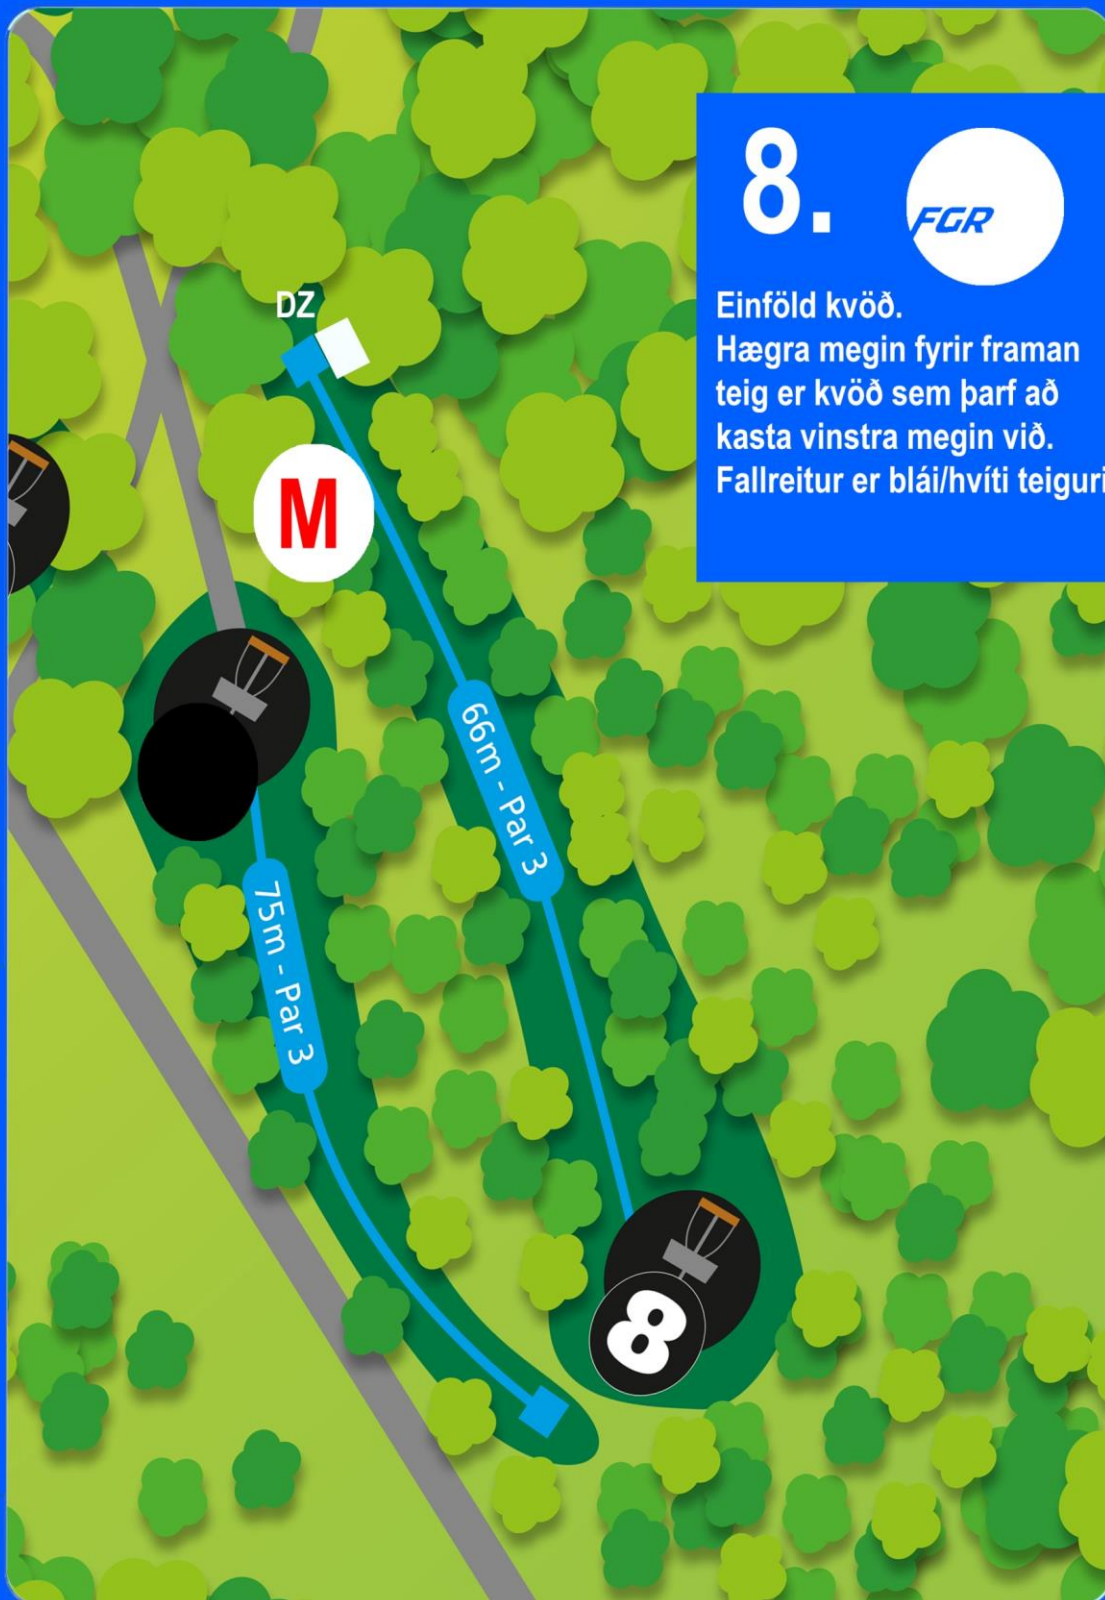 8.
FGR
Einföld kvöð.
Hægra megin fyrir framan
teig er kvöð sem þarf að
kasta vinstra megin við.
Fallreitur er blái/hvíti
DZ
M
66m - Par 3
75m - Par 3
8